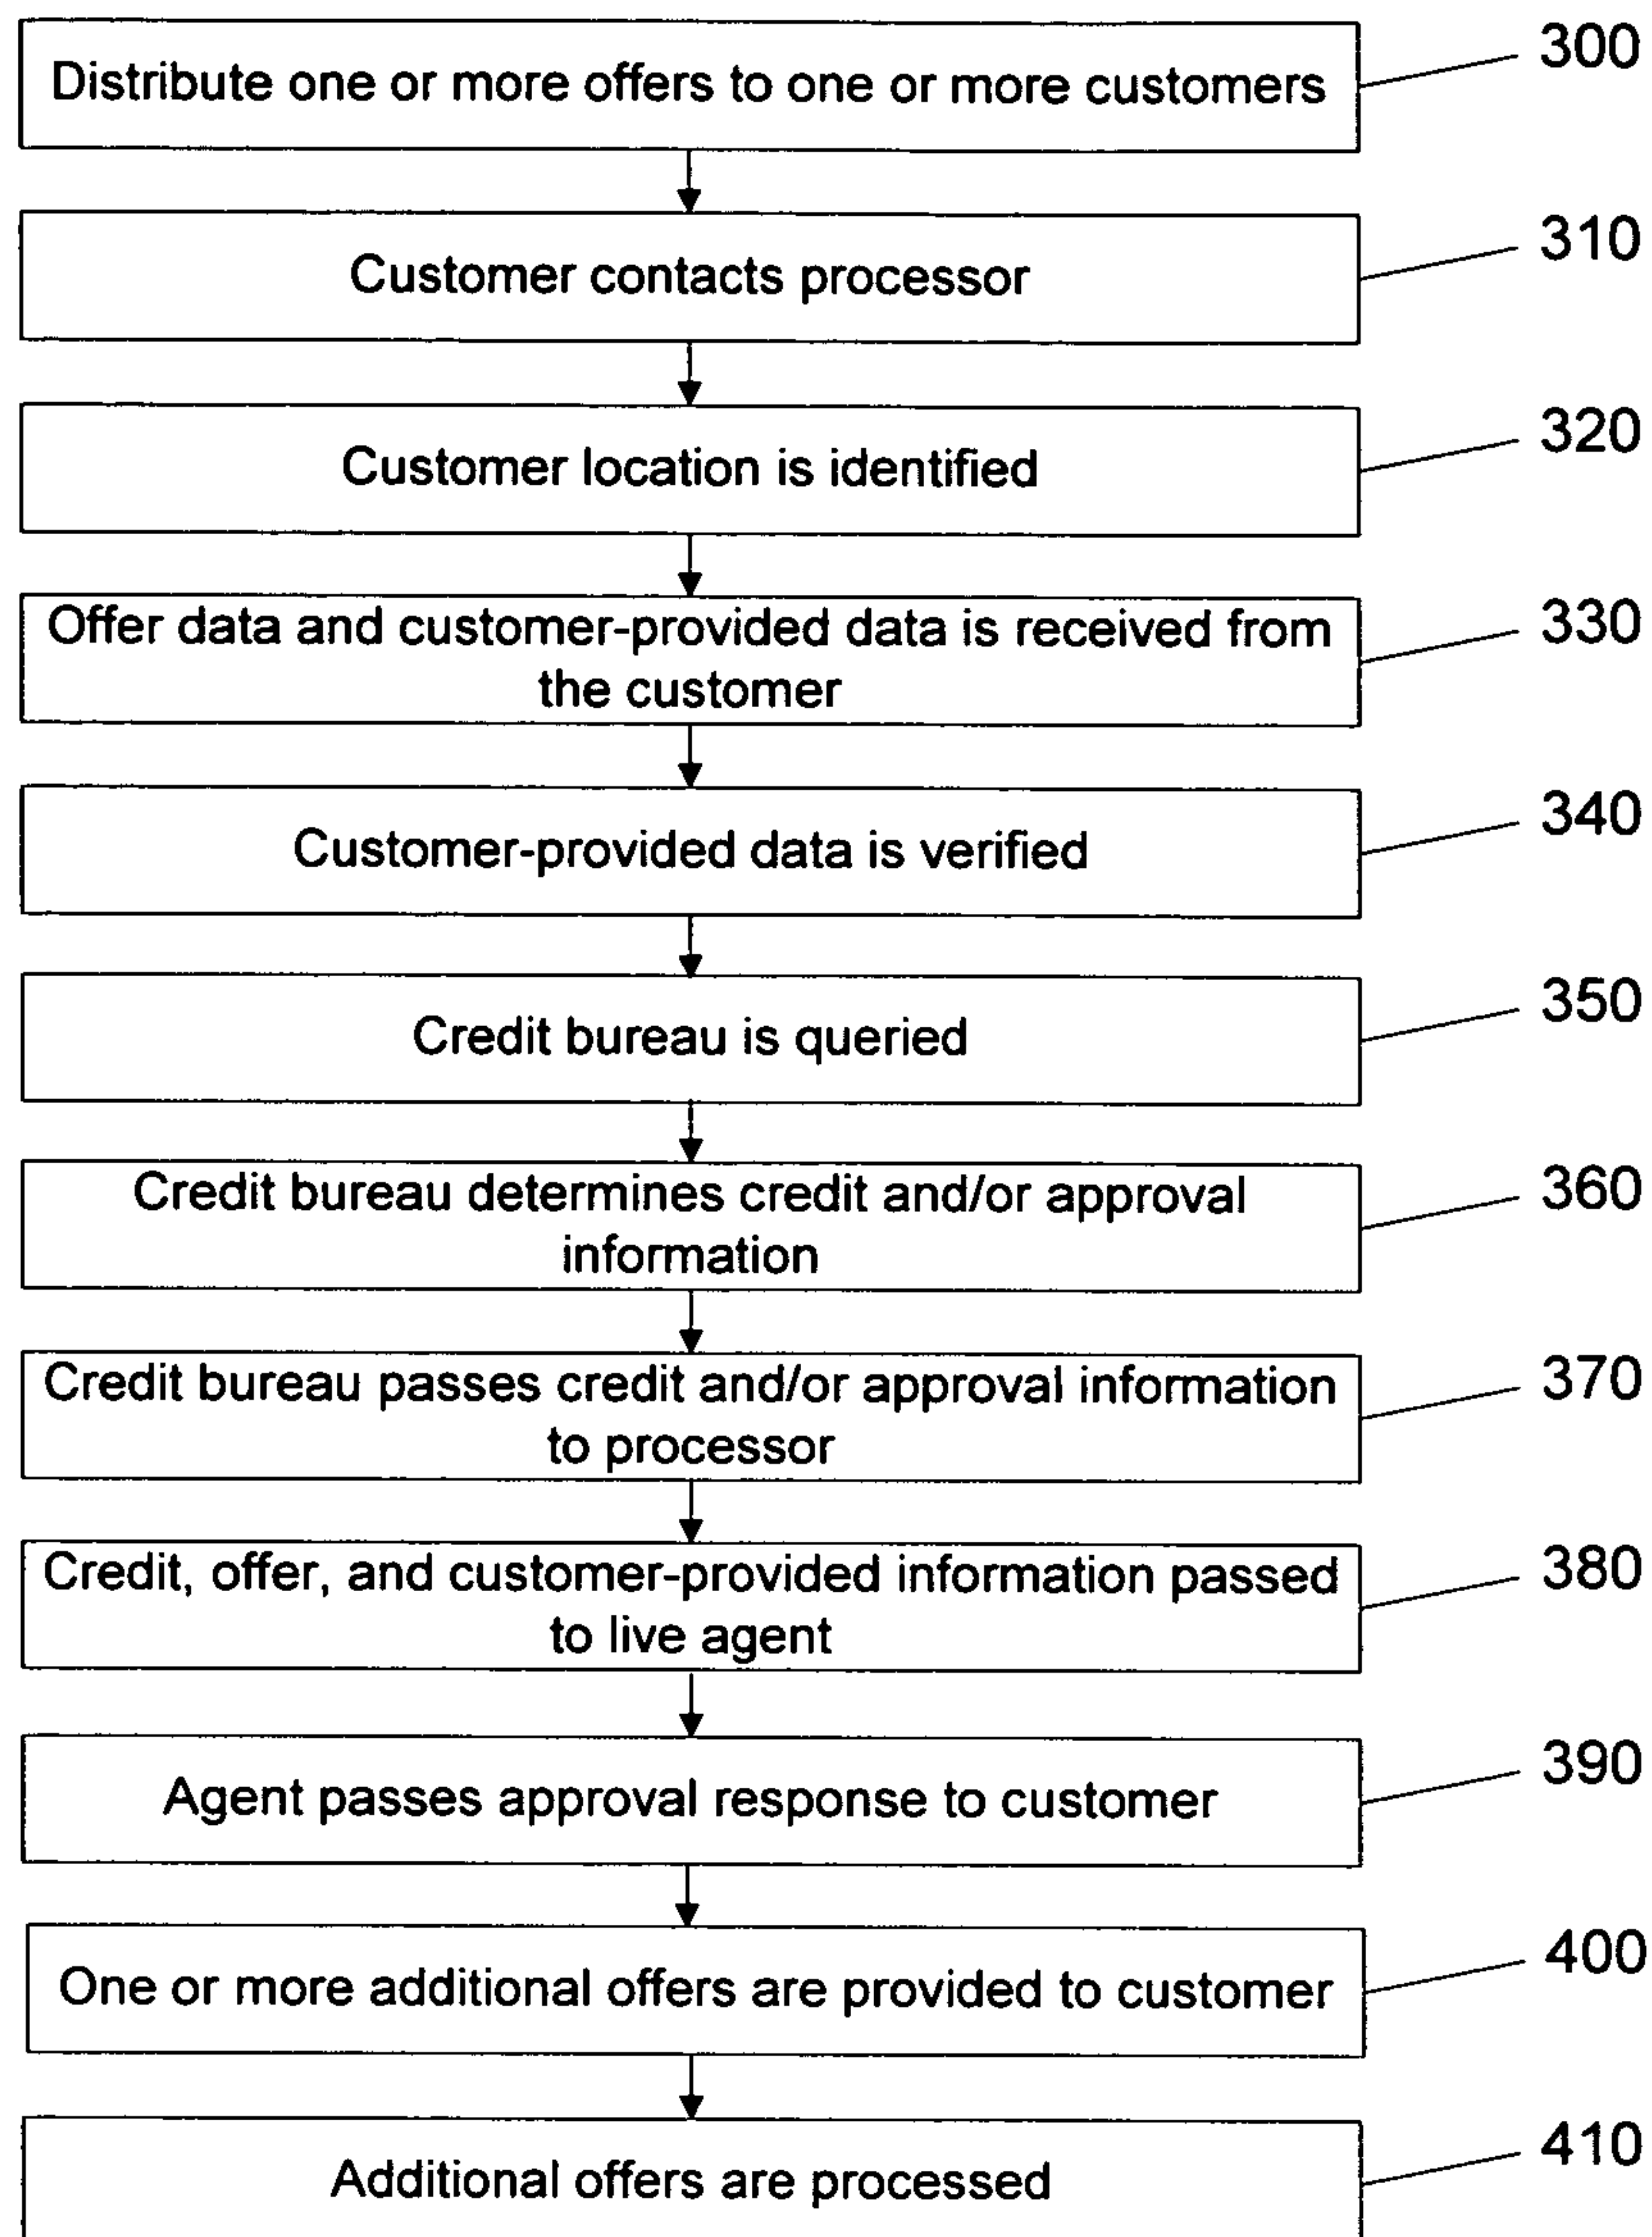 Distribute one or more offers to one or more customers
300
Customer contacts processor
310
Customer location is identified
320
Offer data and customer-provided data is received from
the customer
330
Customer-provided data is verified
340
Credit bureau is queried
350
Credit bureau determines credit and/or approval
information
360
Credit bureau passes credit and/or approval information
to processor
370
Credit, offer, and customer-provided information passed
to live agent
380
Agent passes approval response to customer
390
One or more additional offers are provided to customer
400
Additional offers are processed
410